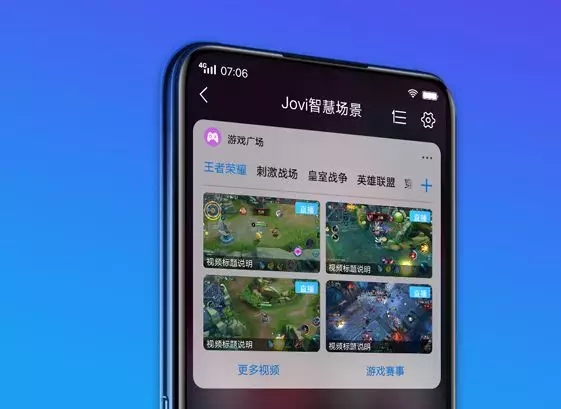 4G 07:06
Jovi智慧场景
游戏广场
王者荣耀 刺激战场 皇室战争 英雄联盟
直播 直播
视频标题说明 视频标题说明
直播 直播
视频标题说明 视频标题说明
更多视频 游戏赛事